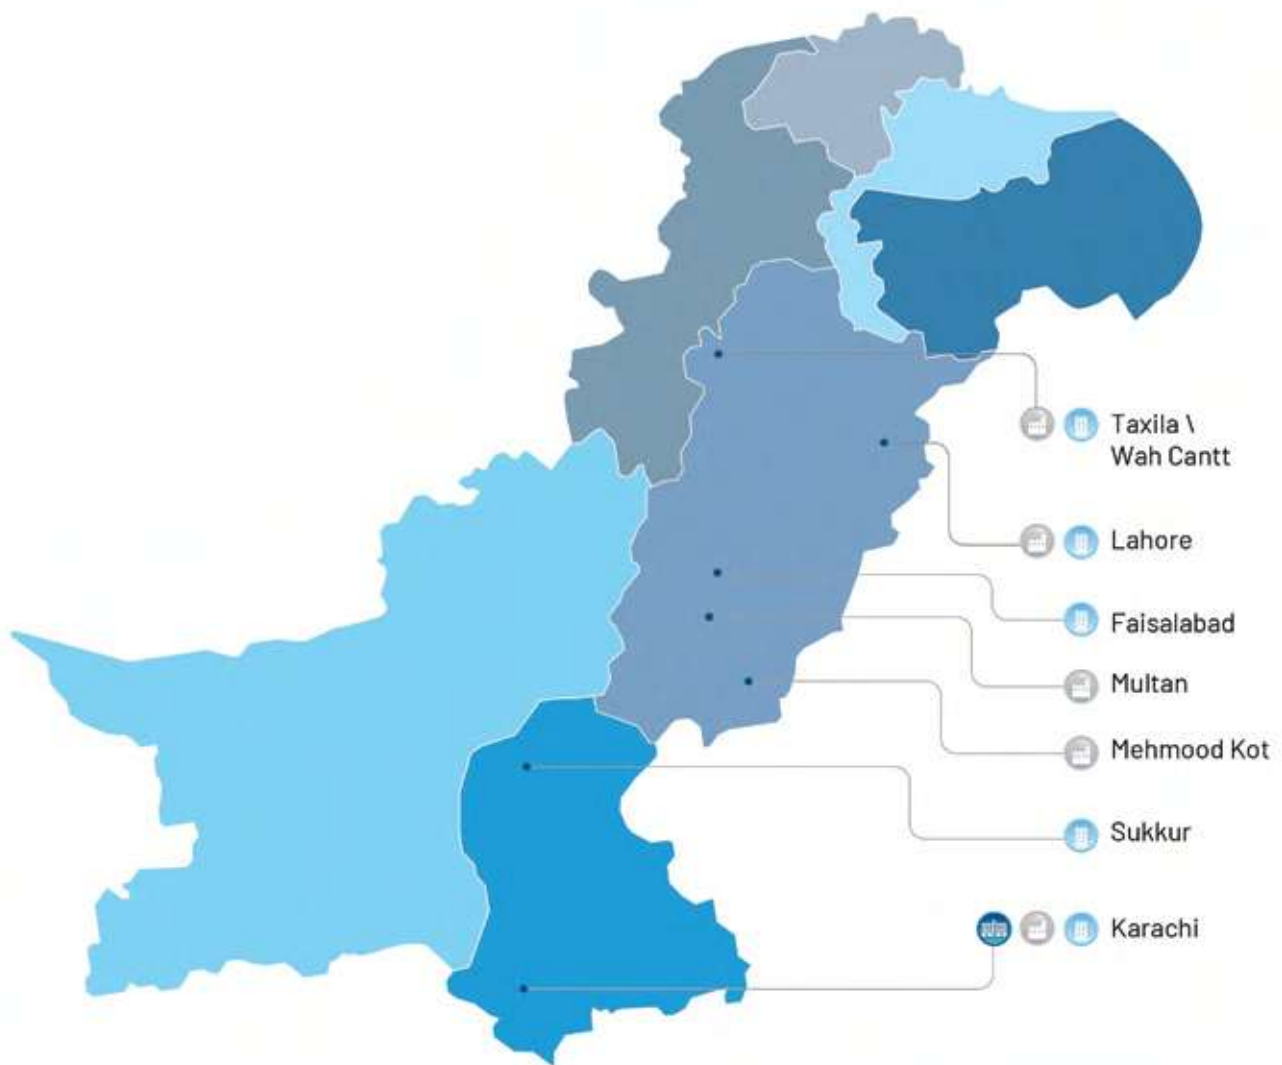 Taxila \
Wah Cantt
Lahore
Faisalabad
Multan
Mehmood Kot
Sukkur
Karachi